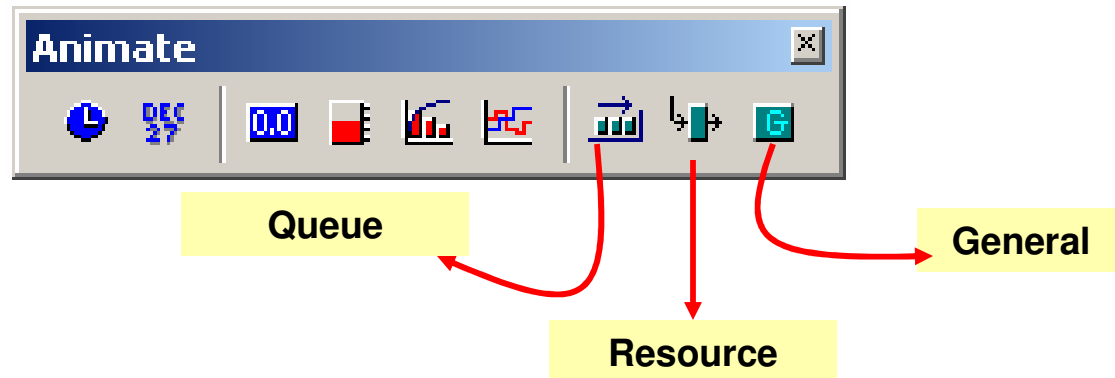 Animate
DEC
27
0.0
G
Queue
General
Resource